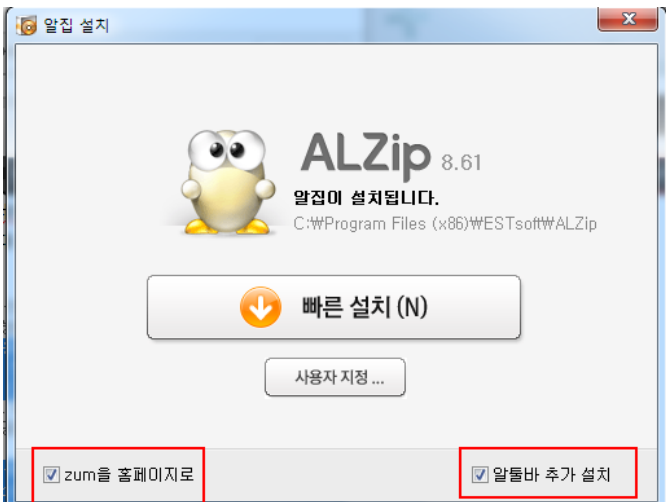 알집 설치
ALZip 8.61
알집이 설치됩니다.
C:₩Program Files (x86)₩ESTsoft₩ALZip
빠른 설치 (N)
사용자 지정 ...
zum을 홈페이지로
알툴바 추가 설치